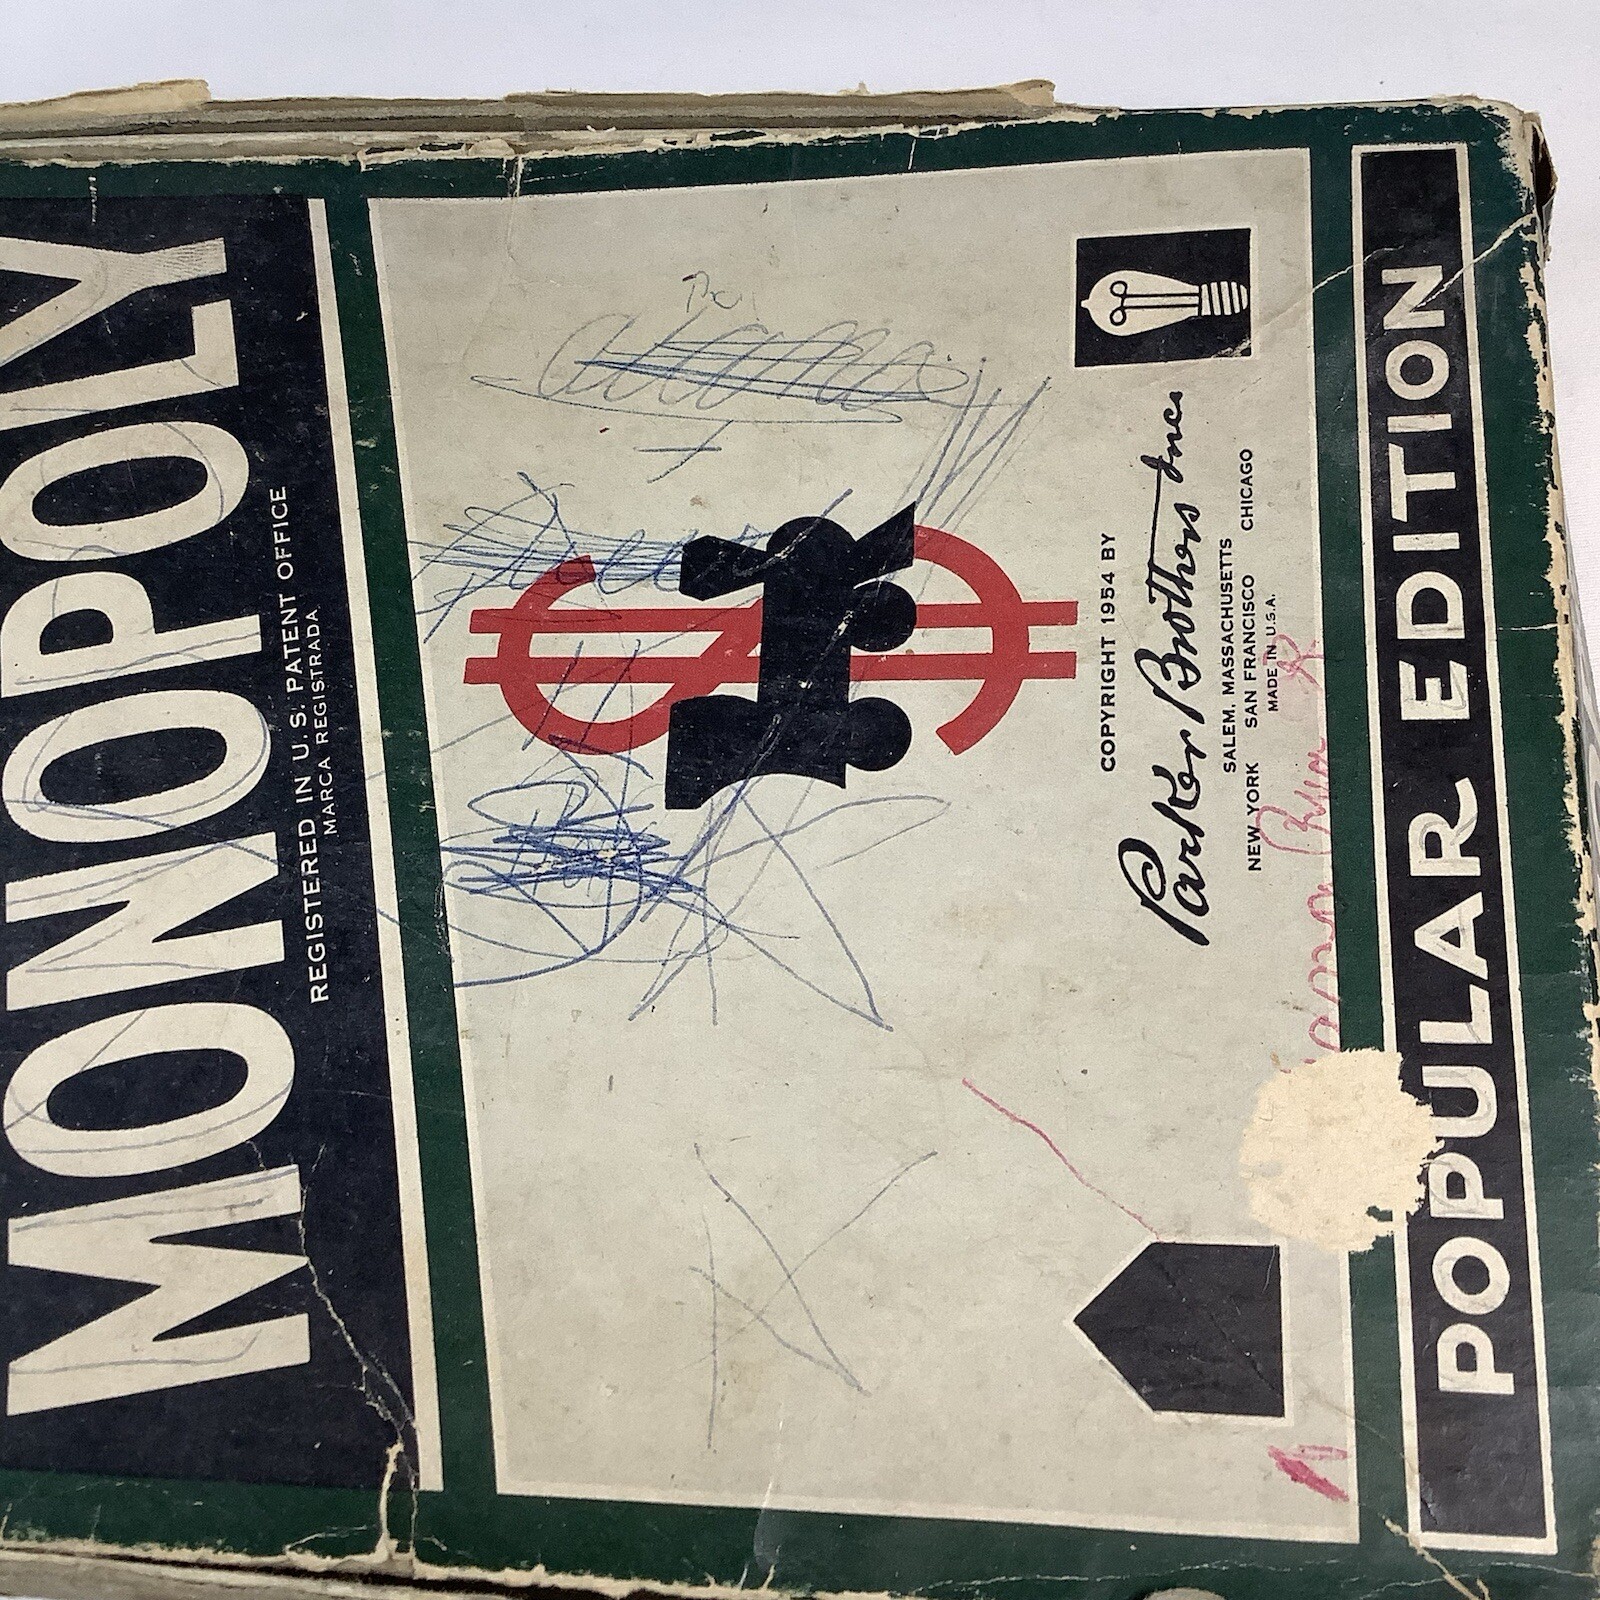 MONOPOLY
REGISTERED IN U.S. PATENT OFFICE
MARCA REGISTRADA
COPYRIGHT 1954 BY
Parker Brothers Inc.
SALEM, MASSACHUSETTS
NEW YORK SAN FRANCISCO CHICAGO
MADE IN U.S.A.
POPULAR EDITION